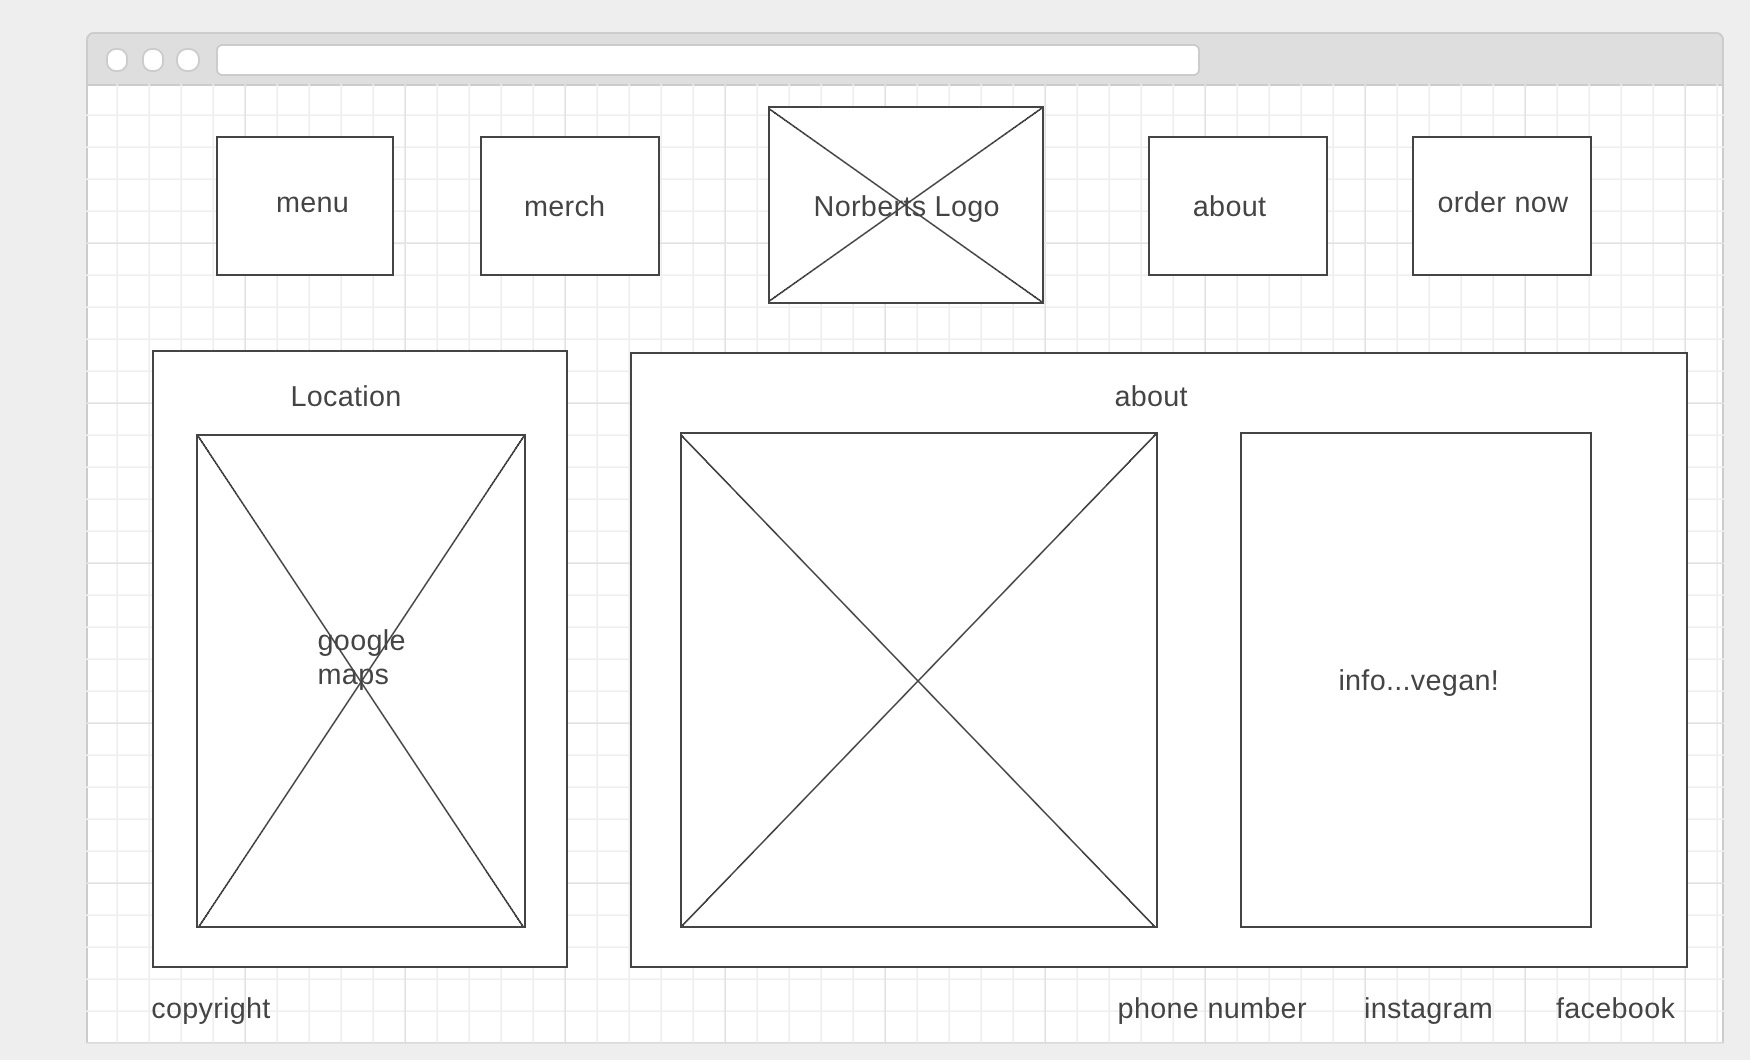 menu
merch
Norberts Logo
about
order now
Location
google
maps
about
info...vegan!
copyright
phone number
instagram
facebook